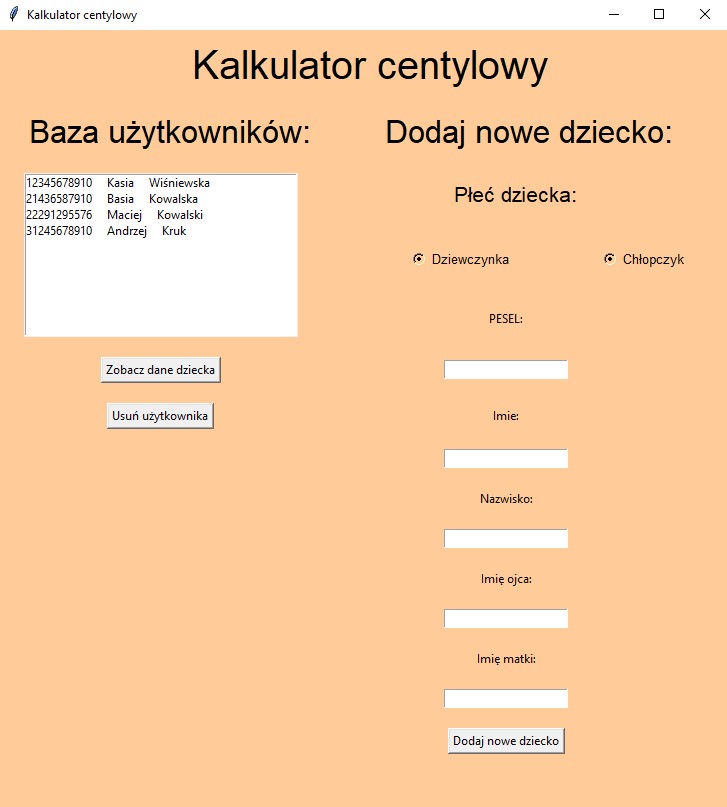 Kalkulator centylowy
Kalkulator centylowy
Baza użytkowników:
12345678910 Kasia Wiśniewska
21436587910 Basia Kowalska
22291295576 Maciej Kowalski
31245678910 Andrzej Kruk
Zobacz dane dziecka
Usuń użytkownika
Dodaj nowe dziecko:
Płeć dziecka:
Dziewczynka Chłopczyk
PESEL:
Imie:
Nazwisko:
Imię ojca:
Imię matki:
Dodaj nowe dziecko